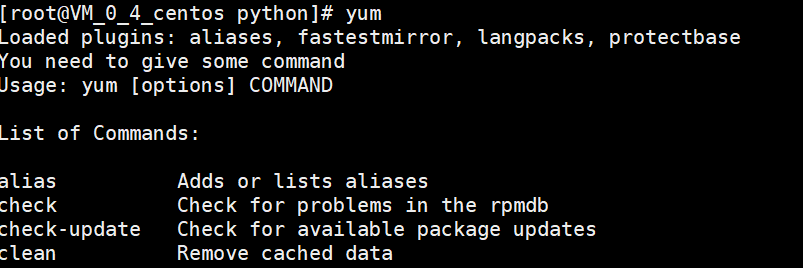 [root@VM_0_4_centos python]# yum
Loaded plugins: aliases, fastestmirror, langpacks, protectbase
You need to give some command
Usage: yum [options] COMMAND
List of Commands:
alias          Adds or lists aliases
check          Check for problems in the rpmdb
check-update   Check for available package updates
clean          Remove cached data